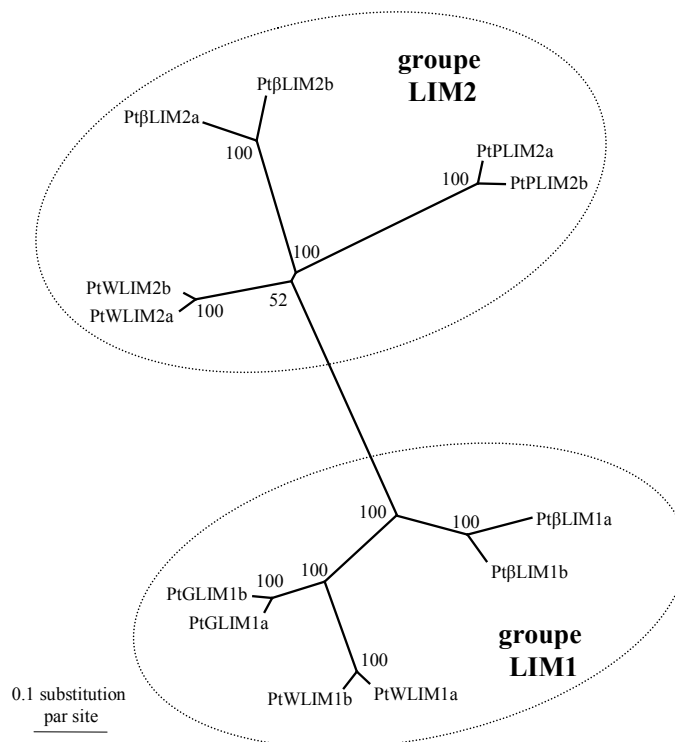 groupe
LIM2
PtβLIM2b
PtβLIM2a
100
PtPLIM2a
100
PtPLIM2b
100
PtWLIM2b
52
PtWLIM2a
100
100
100
PtβLIM1a
PtβLIM1b
100
100
PtGLIM1b
PtGLIM1a
groupe
LIM1
100
PtWLIM1b
PtWLIM1a
0.1 substitution
par site